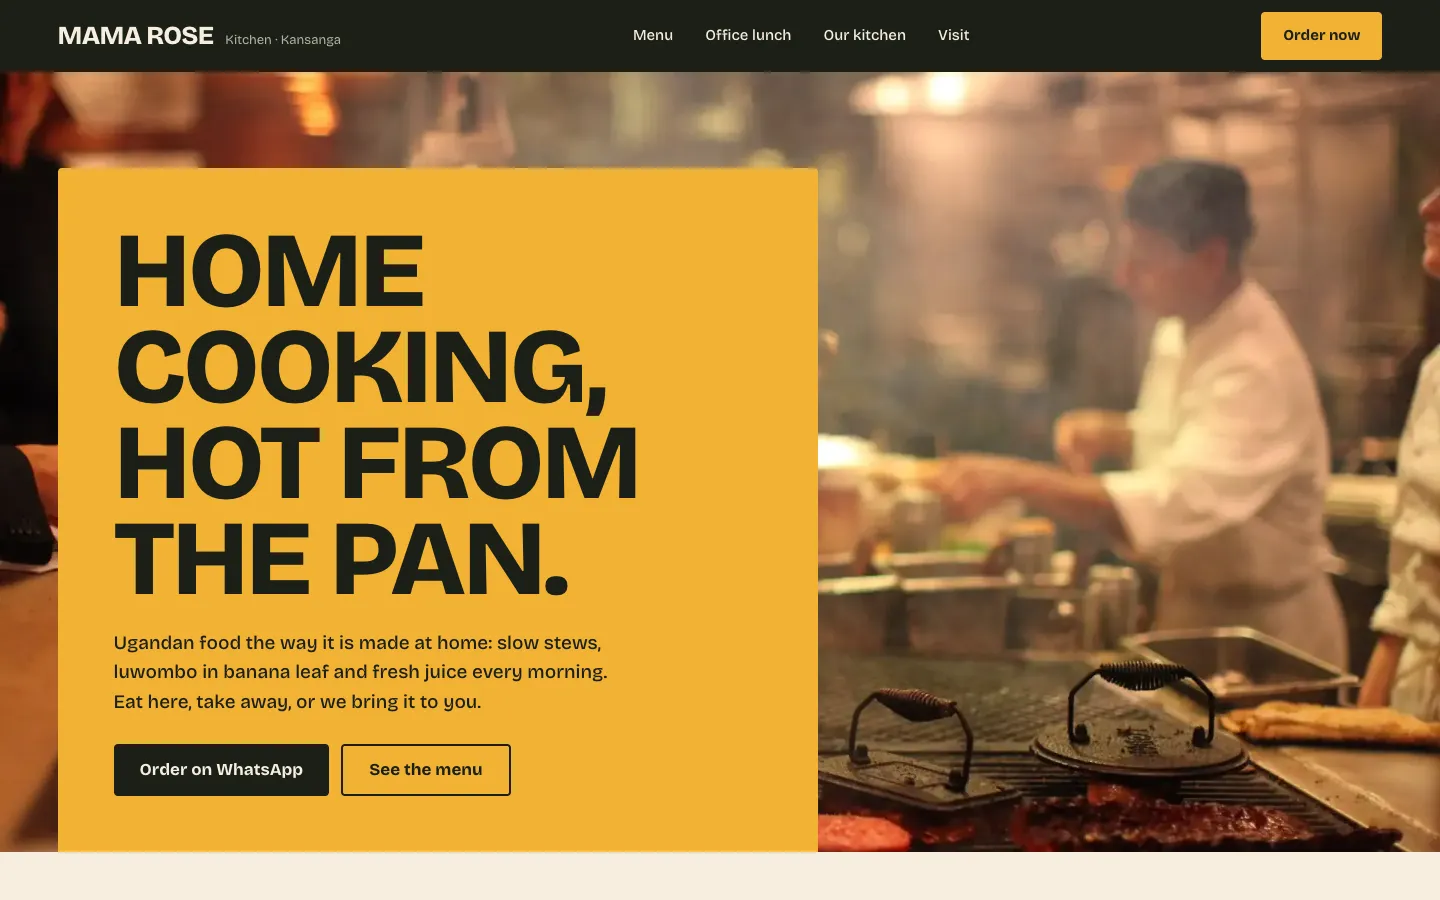 MAMA ROSE Kitchen · Kansanga
Menu Office lunch Our kitchen Visit
Order now
HOME
COOKING,
HOT FROM
THE PAN.
Ugandan food the way it is made at home: slow stews,
luwombo in banana leaf and fresh juice every morning.
Eat here, take away, or we bring it to you.
Order on WhatsApp
See the menu